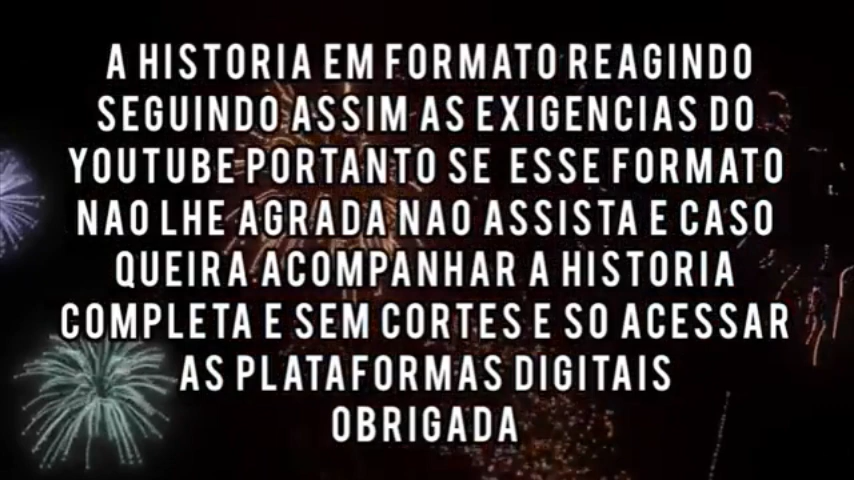 A HISTORIA EM FORMATO REAGINDO
SEGUINDO ASSIM AS EXIGENCIAS DO
YOUTUBE PORTANTO SE ESSE FORMATO
NAO LHE AGRADA NAO ASSISTA E CASO
QUEIRA ACOMPANHAR A HISTORIA
COMPLETA E SEM CORTES E SO ACESSAR
AS PLATAFORMAS DIGITAIS
OBRIGADA